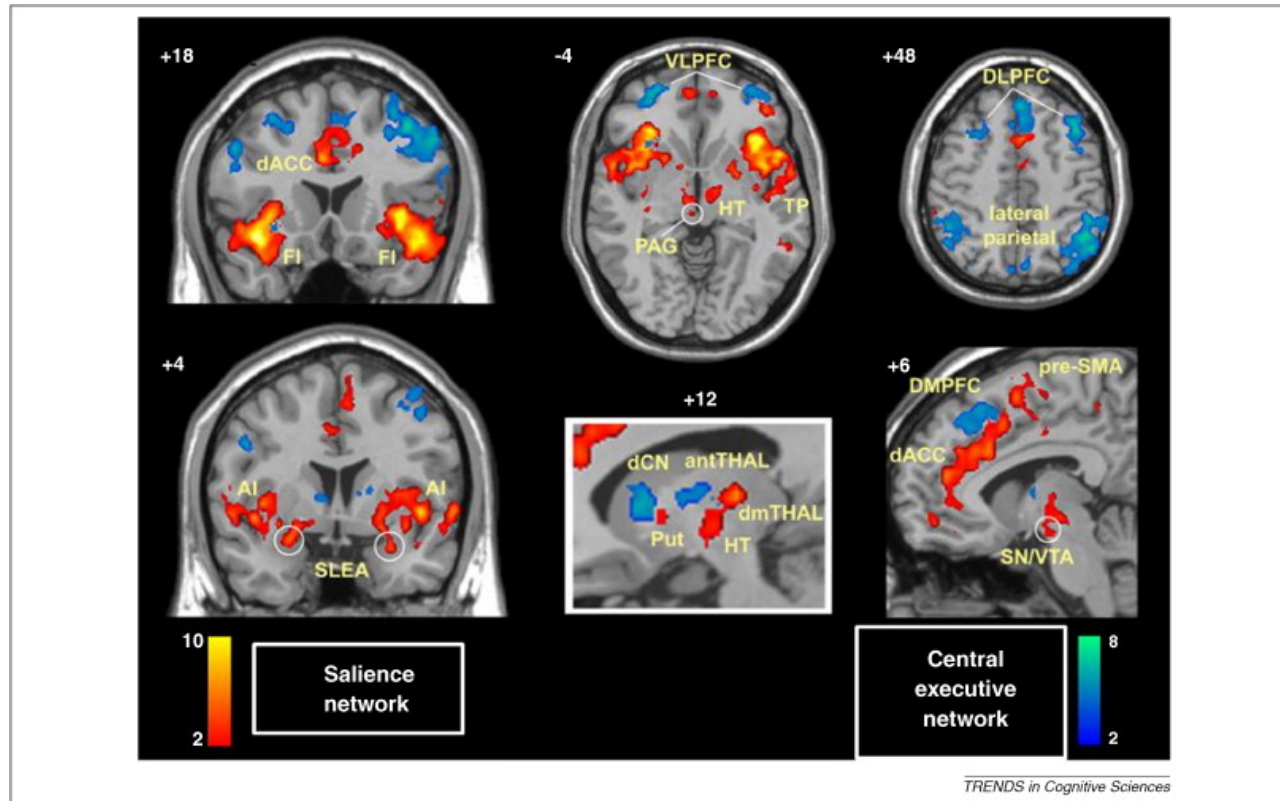 +18
dACC
FI
FI
-4
VLPFC
HT
TP
PAG
+48
DLPFC
lateral
parietal
+4
AI
AI
SLEA
+12
dCN
antTHAL
dmTHAL
Put
HT
+6
pre-SMA
DMPFC
dACC
SN/VTA
10
2
Salience
network
Central
executive
network
8
2
TRENDS in Cognitive Sciences